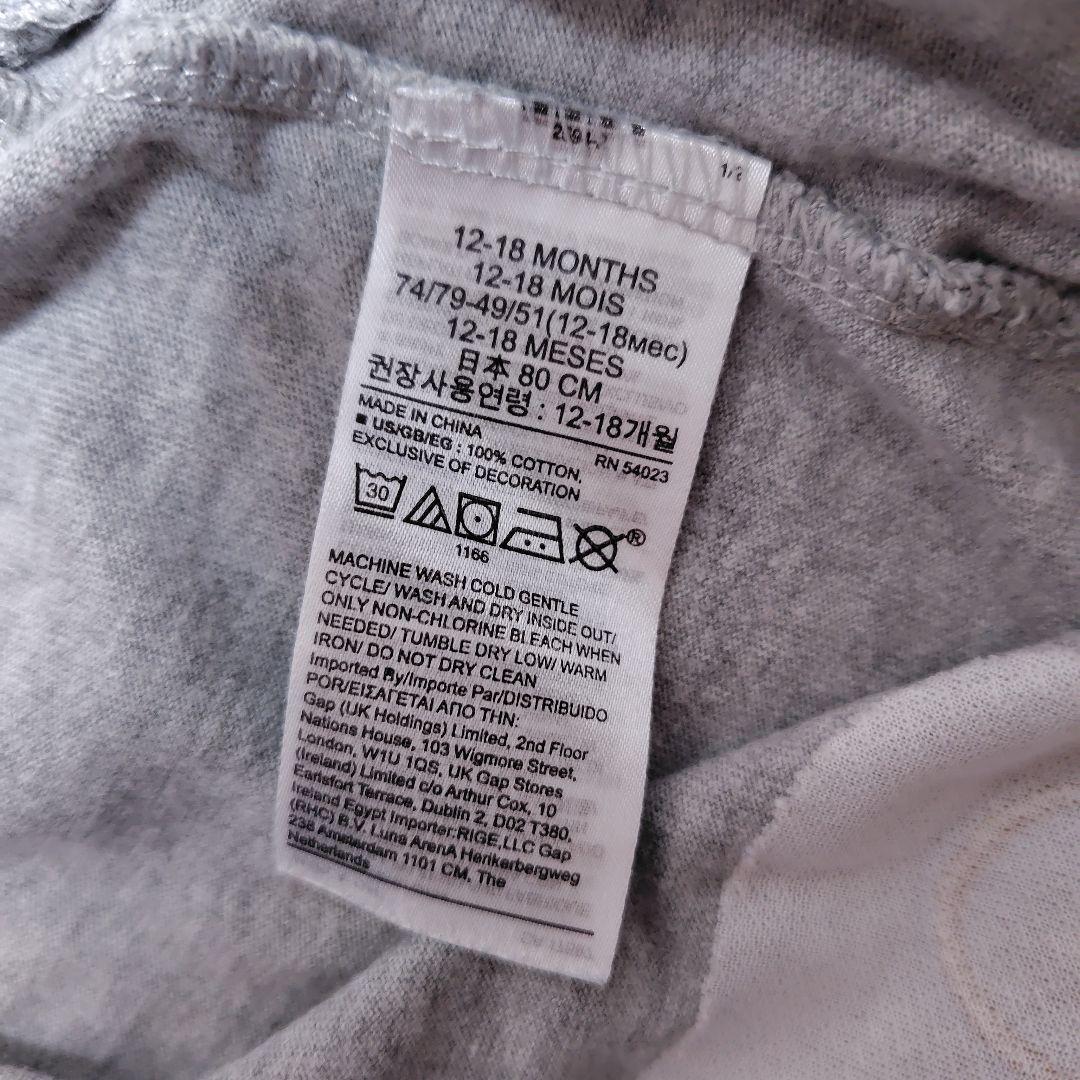 1/2
12-18 MONTHS
12-18 MOIS
74/79-49/51(12-18мес)
12-18 MESES
日本 80 CM
권장사용연령 : 12-18개월
MADE IN CHINA
RN 54023
■ US/GB/EG : 100% COTTON,
EXCLUSIVE OF DECORATION
30
®
1166
MACHINE WASH COLD GENTLE
CYCLE/ WASH AND DRY INSIDE OUT/
ONLY NON-CHLORINE BLEACH WHEN
NEEDED/ TUMBLE DRY LOW/ WARM
IRON/ DO NOT DRY CLEAN
Imported By/Importe Par/DISTRIBUIDO
POR/ΕΙΣΑΓΕΤΑΙ ΑΠΟ ΤΗΝ:
Gap (UK Holdings) Limited, 2nd Floor
Nations House, 103 Wigmore Street,
London, W1U 1QS, UK Gap Stores
(Ireland) Limited c/o Arthur Cox, 10
Earlsfort Terrace, Dublin 2, D02 T380,
Ireland Egypt Importer:RIGE,LLC Gap
(RHC) B.V, Luna ArenA Herikerbergweg
238 Amsterdam 1101 CM, The
Netherlands